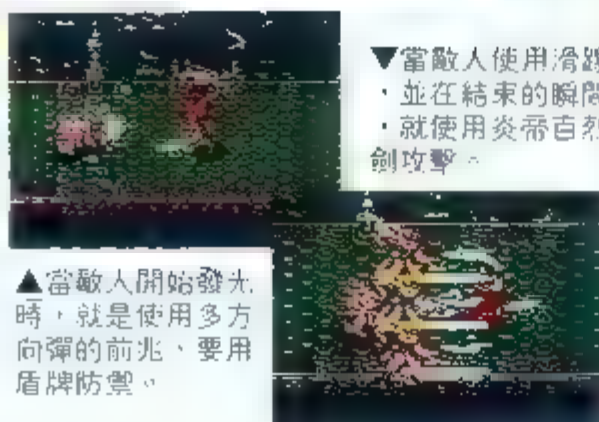 ▼當敵人使用滑
,並在結束的瞬間
,就使用炎帝自
劍攻擊。
▲當敵人開始發光
時,就是使用多方
向彈的前兆、要用
盾牌防禦。